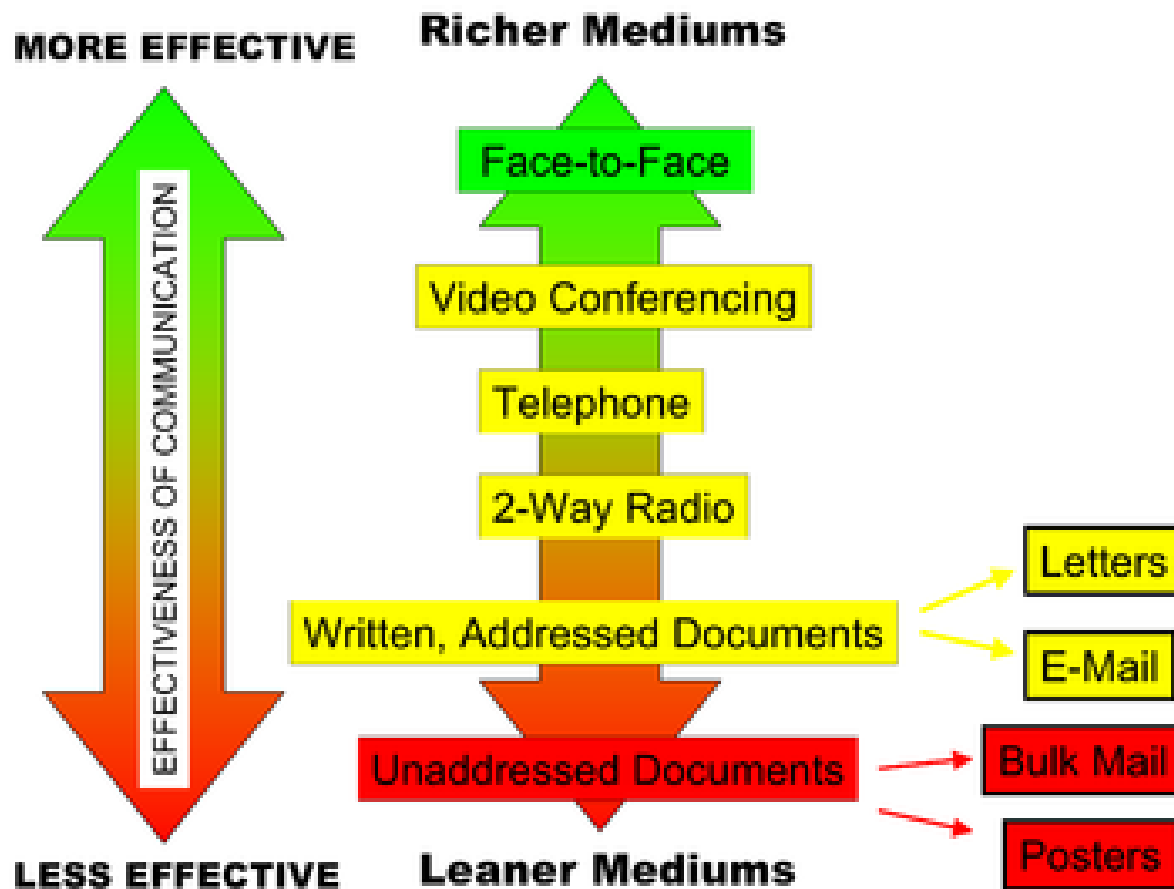 MORE EFFECTIVE
Richer Mediums
Face-to-Face
EFFECTIVENESS OF COMMUNICATION
Video Conferencing
Telephone
2-Way Radio
Letters
Written, Addressed Documents
E-Mail
Unaddressed Documents
Bulk Mail
Posters
LESS EFFECTIVE
Leaner Mediums